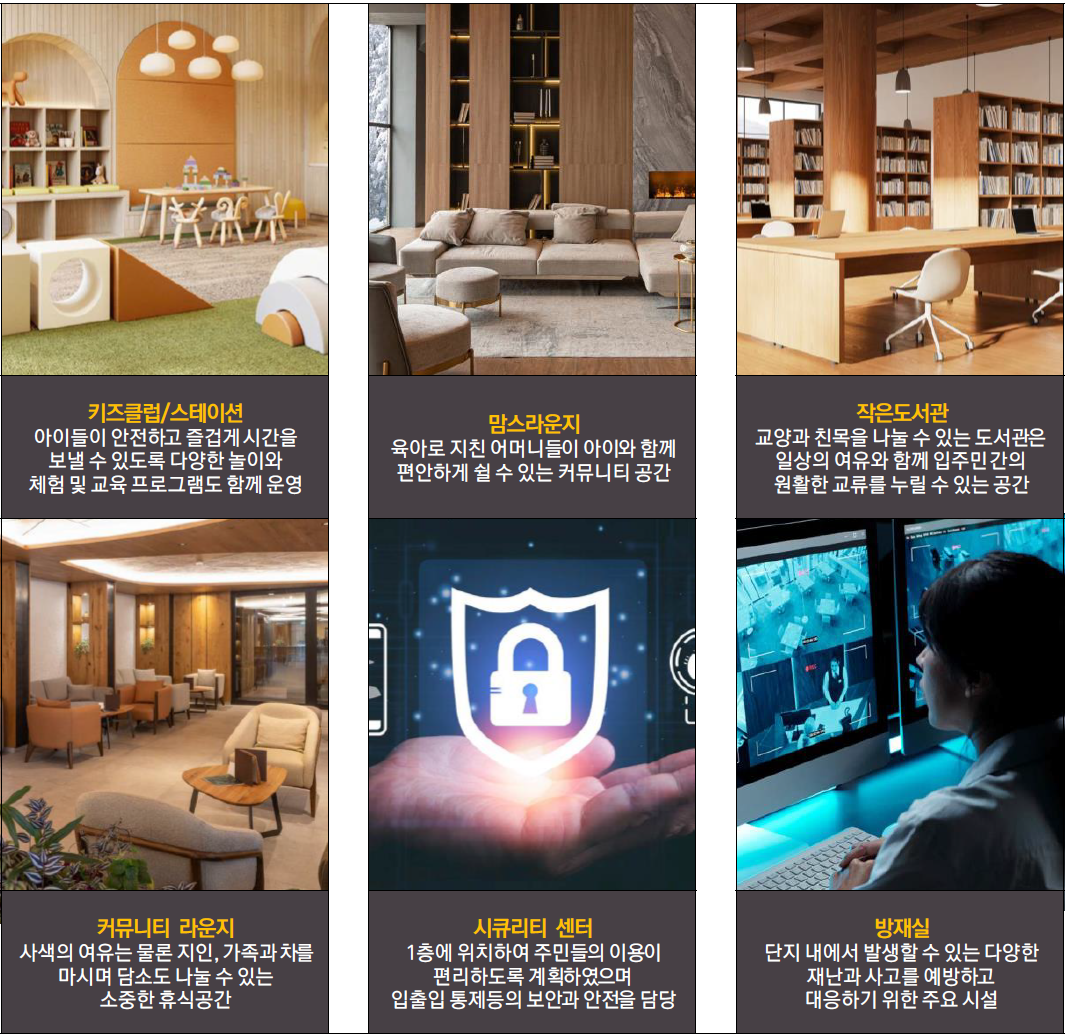 키즈클럽/스테이션
아이들이 안전하고 즐겁게 시간을
보낼 수 있도록 다양한 놀이와
체험 및 교육 프로그램도 함께 운영
맘스라운지
육아로 지친 어머니들이 아이와 함께
편안하게 쉴 수 있는 커뮤니티 공간
작은도서관
교양과 친목을 나눌 수 있는 도서관은
일상의 여유와 함께 입주민 간의
원활한 교류를 누릴 수 있는 공간
커뮤니티 라운지
사색의 여유는 물론 지인, 가족과 차를
마시며 담소도 나눌 수 있는
소중한 휴식공간
시큐리티 센터
1층에 위치하여 주민들의 이용이
편리하도록 계획하였으며
입출입 통제등의 보안과 안전을 담당
방재실
단지 내에서 발생할 수 있는 다양한
재난과 사고를 예방하고
대응하기 위한 주요 시설